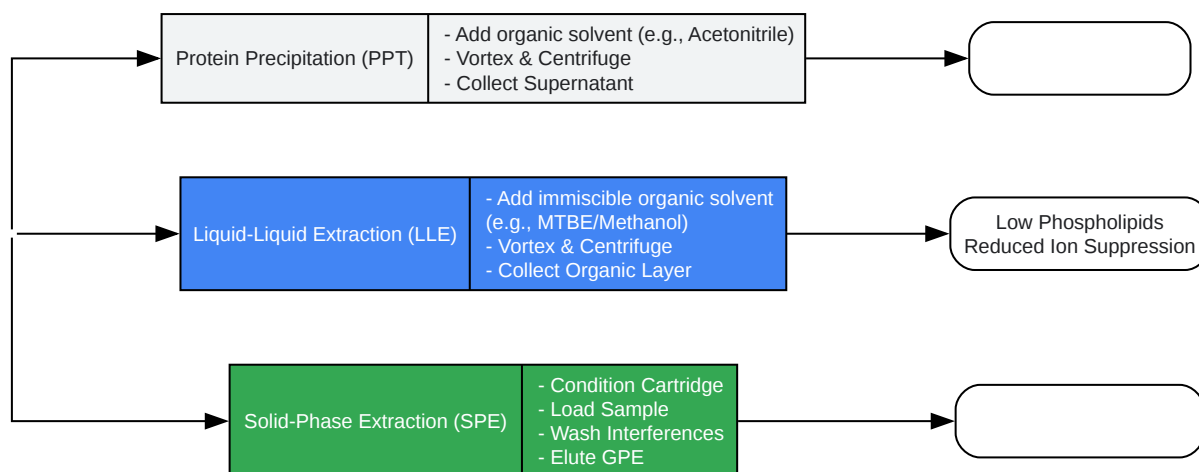 Protein Precipitation (PPT)
- Add organic solvent (e.g., Acetonitrile)
- Vortex & Centrifuge
- Collect Supernatant
Liquid-Liquid Extraction (LLE)
- Add immiscible organic solvent
(e.g., MTBE/Methanol)
- Vortex & Centrifuge
- Collect Organic Layer
Low Phospholipids
Reduced Ion Suppression
Solid-Phase Extraction (SPE)
- Condition Cartridge
- Load Sample
- Wash Interferences
- Elute GPE